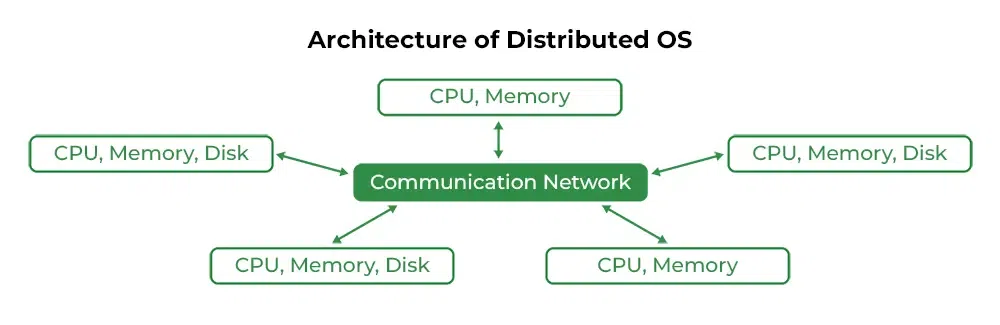 Architecture of Distributed OS
CPU, Memory
CPU, Memory, Disk
CPU, Memory, Disk
Communication Network
CPU, Memory, Disk
CPU, Memory